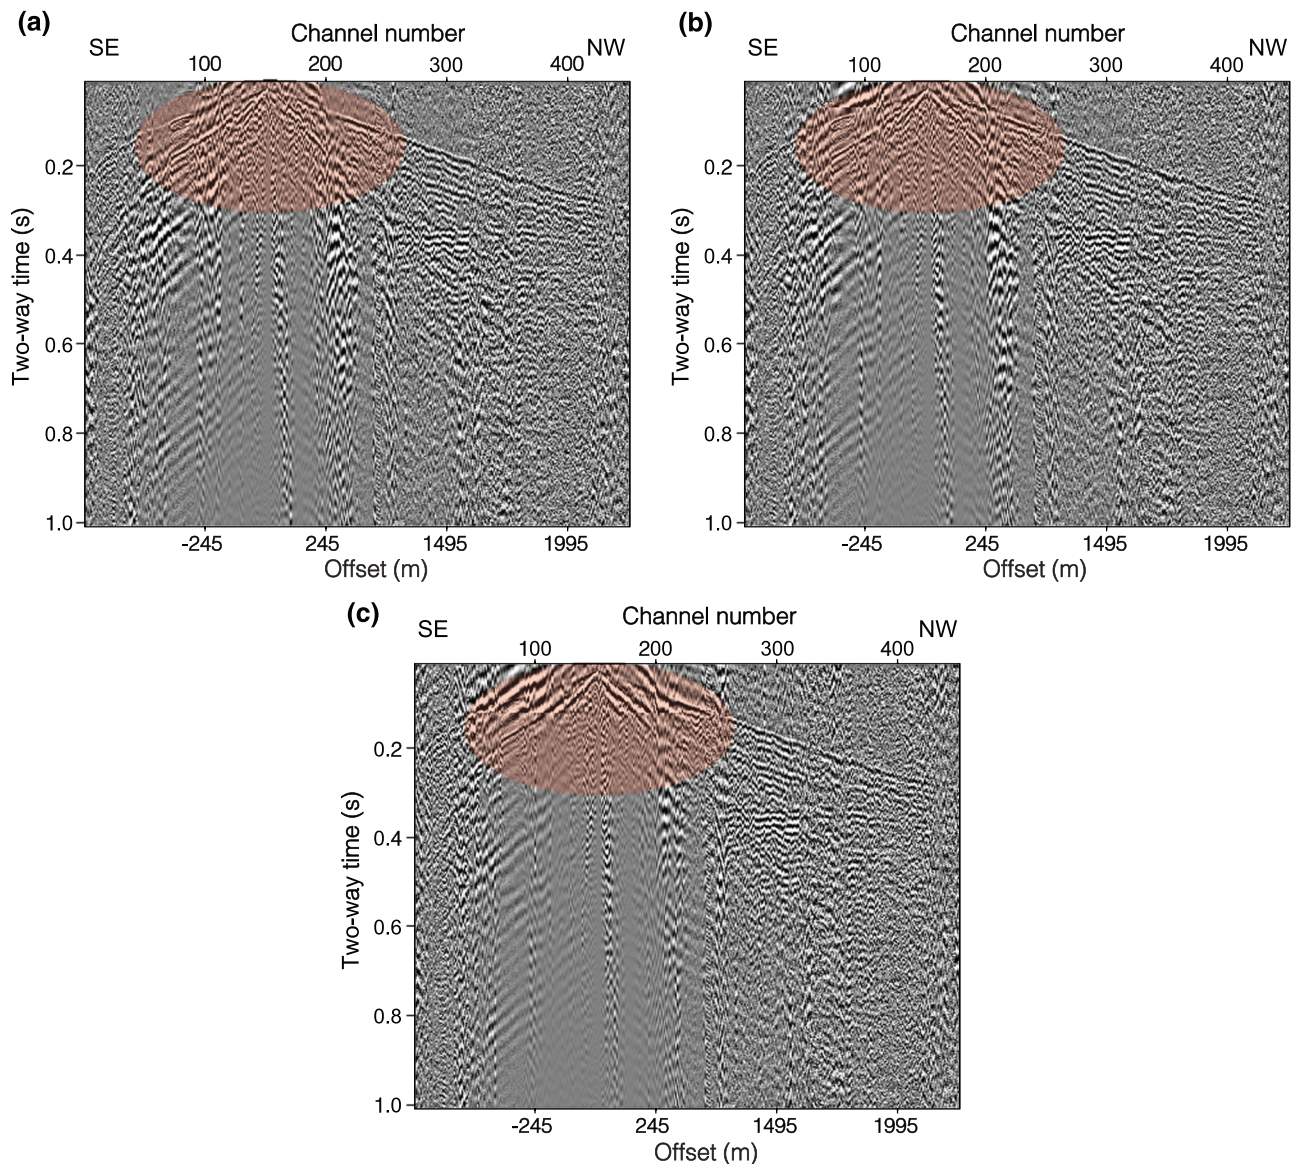 (a)
Channel number
SE
NW
100 200 300 400
0.2
0.4
0.6
0.8
1.0
Two-way time (s)
-245 245 1495 1995
Offset (m)
(b)
Channel number
SE
NW
100 200 300 400
0.2
0.4
0.6
0.8
1.0
Two-way time (s)
-245 245 1495 1995
Offset (m)
(c)
Channel number
SE
NW
100 200 300 400
0.2
0.4
0.6
0.8
1.0
Two-way time (s)
-245 245 1495 1995
Offset (m)